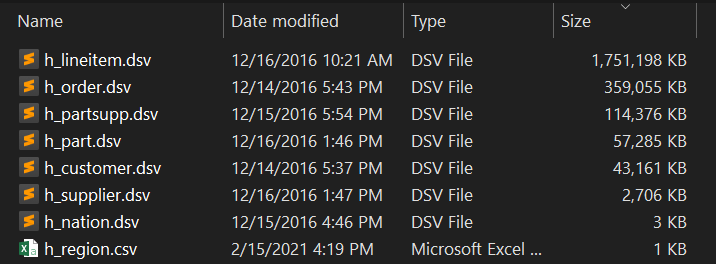 Name Date modified Type Size
h_lineitem.dsv 12/16/2016 10:21 AM DSV File 1,751,198 KB
h_order.dsv 12/14/2016 5:43 PM DSV File 359,055 KB
h_partsupp.dsv 12/15/2016 5:54 PM DSV File 114,376 KB
h_part.dsv 12/16/2016 1:46 PM DSV File 57,285 KB
h_customer.dsv 12/14/2016 5:37 PM DSV File 43,161 KB
h_supplier.dsv 12/16/2016 1:47 PM DSV File 2,706 KB
h_nation.dsv 12/15/2016 4:46 PM DSV File 3 KB
h_region.csv 2/15/2021 4:19 PM Microsoft Excel ... 1 KB